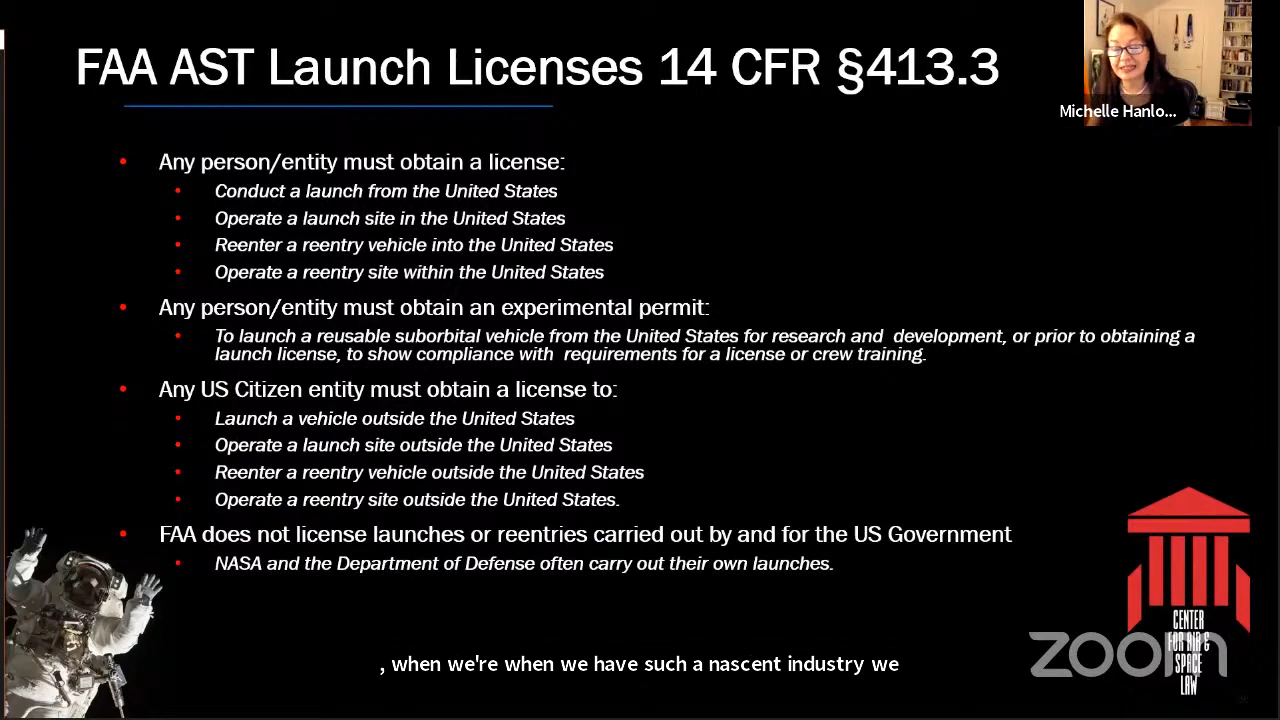 FAA AST Launch Licenses 14 CFR §413.3
Michelle Hanlo...
Any person/entity must obtain a license:
Conduct a launch from the United States
Operate a launch site in the United States
Reenter a reentry vehicle into the United States
Operate a reentry site within the United States
Any person/entity must obtain an experimental permit:
To launch a reusable suborbital vehicle from the United States for research and development, or prior to obtaining a
launch license, to show compliance with requirements for a license or crew training.
Any US Citizen entity must obtain a license to:
Launch a vehicle outside the United States
Operate a launch site outside the United States
Reenter a reentry vehicle outside the United States
Operate a reentry site outside the United States.
FAA does not license launches or reentries carried out by and for the US Government
NASA and the Department of Defense often carry out their own launches.
CENTER
FOR AIR &
SPACE
LAW
zoom
, when we're when we have such a nascent industry we